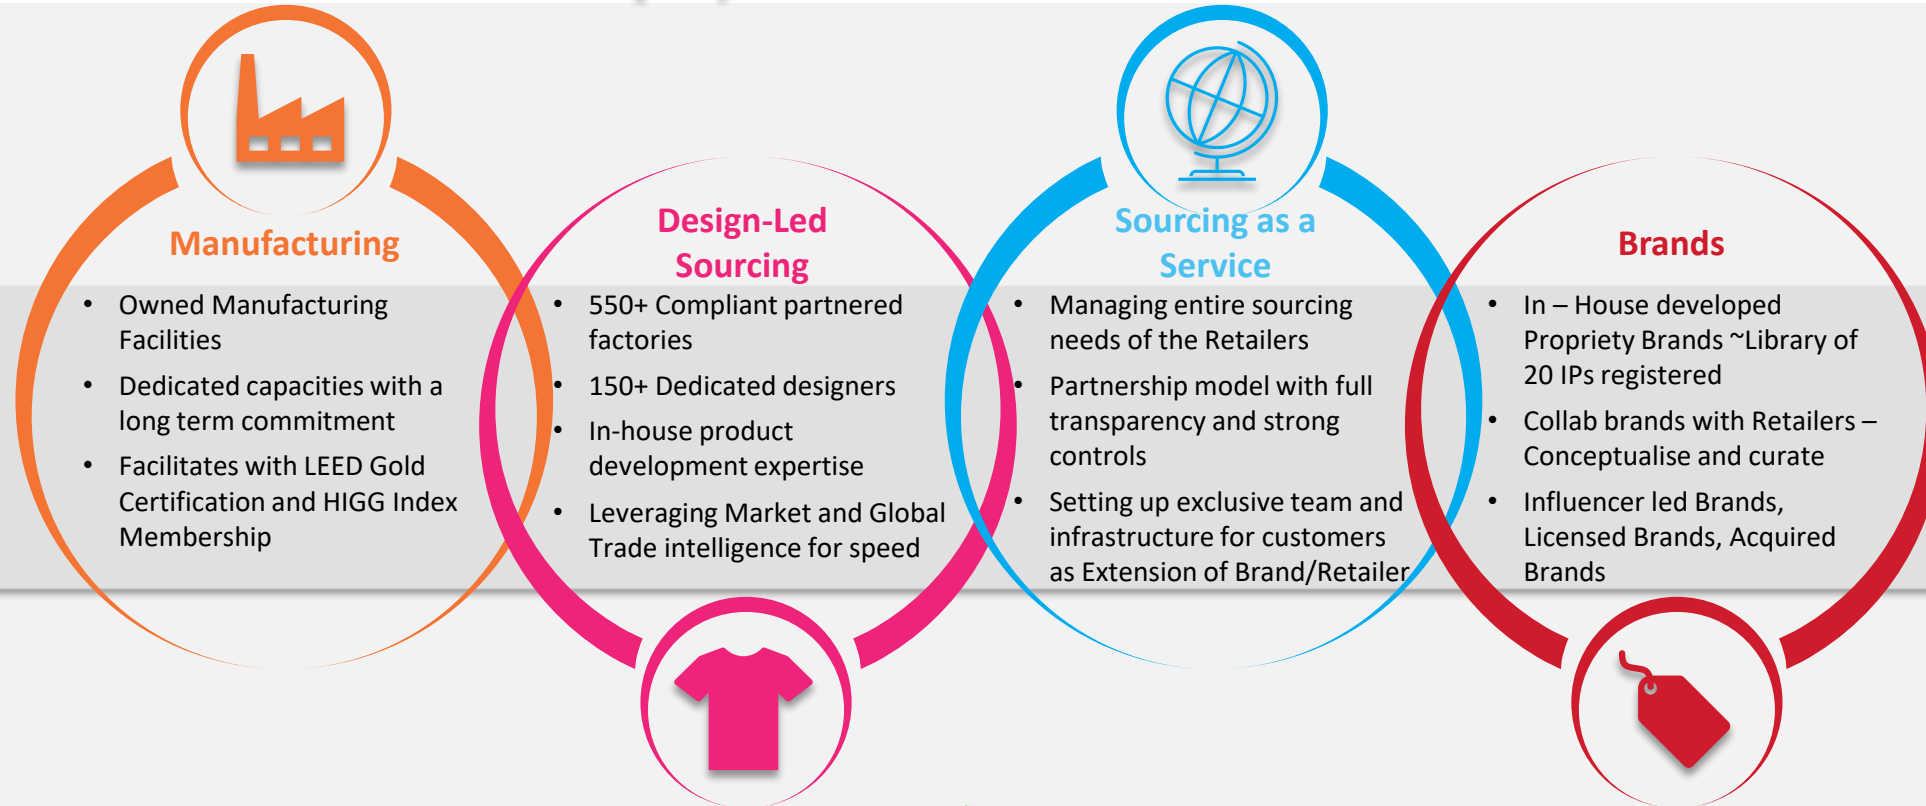 Manufacturing
• Owned Manufacturing
Facilities
• Dedicated capacities with a
long term commitment
• Facilitates with LEED Gold
Certification and HIGG Index
Membership
Design-Led
Sourcing
• 550+ Compliant partnered
factories
• 150+ Dedicated designers
• In-house product
development expertise
• Leveraging Market and Global
Trade intelligence for speed
Sourcing as a
Service
• Managing entire sourcing
needs of the Retailers
• Partnership model with full
transparency and strong
controls
• Setting up exclusive team and
infrastructure for customers
as Extension of Brand/Retailer
Brands
• In – House developed
Propriety Brands ~Library of
20 IPs registered
• Collab brands with Retailers –
Conceptualise and curate
• Influencer led Brands,
Licensed Brands, Acquired
Brands